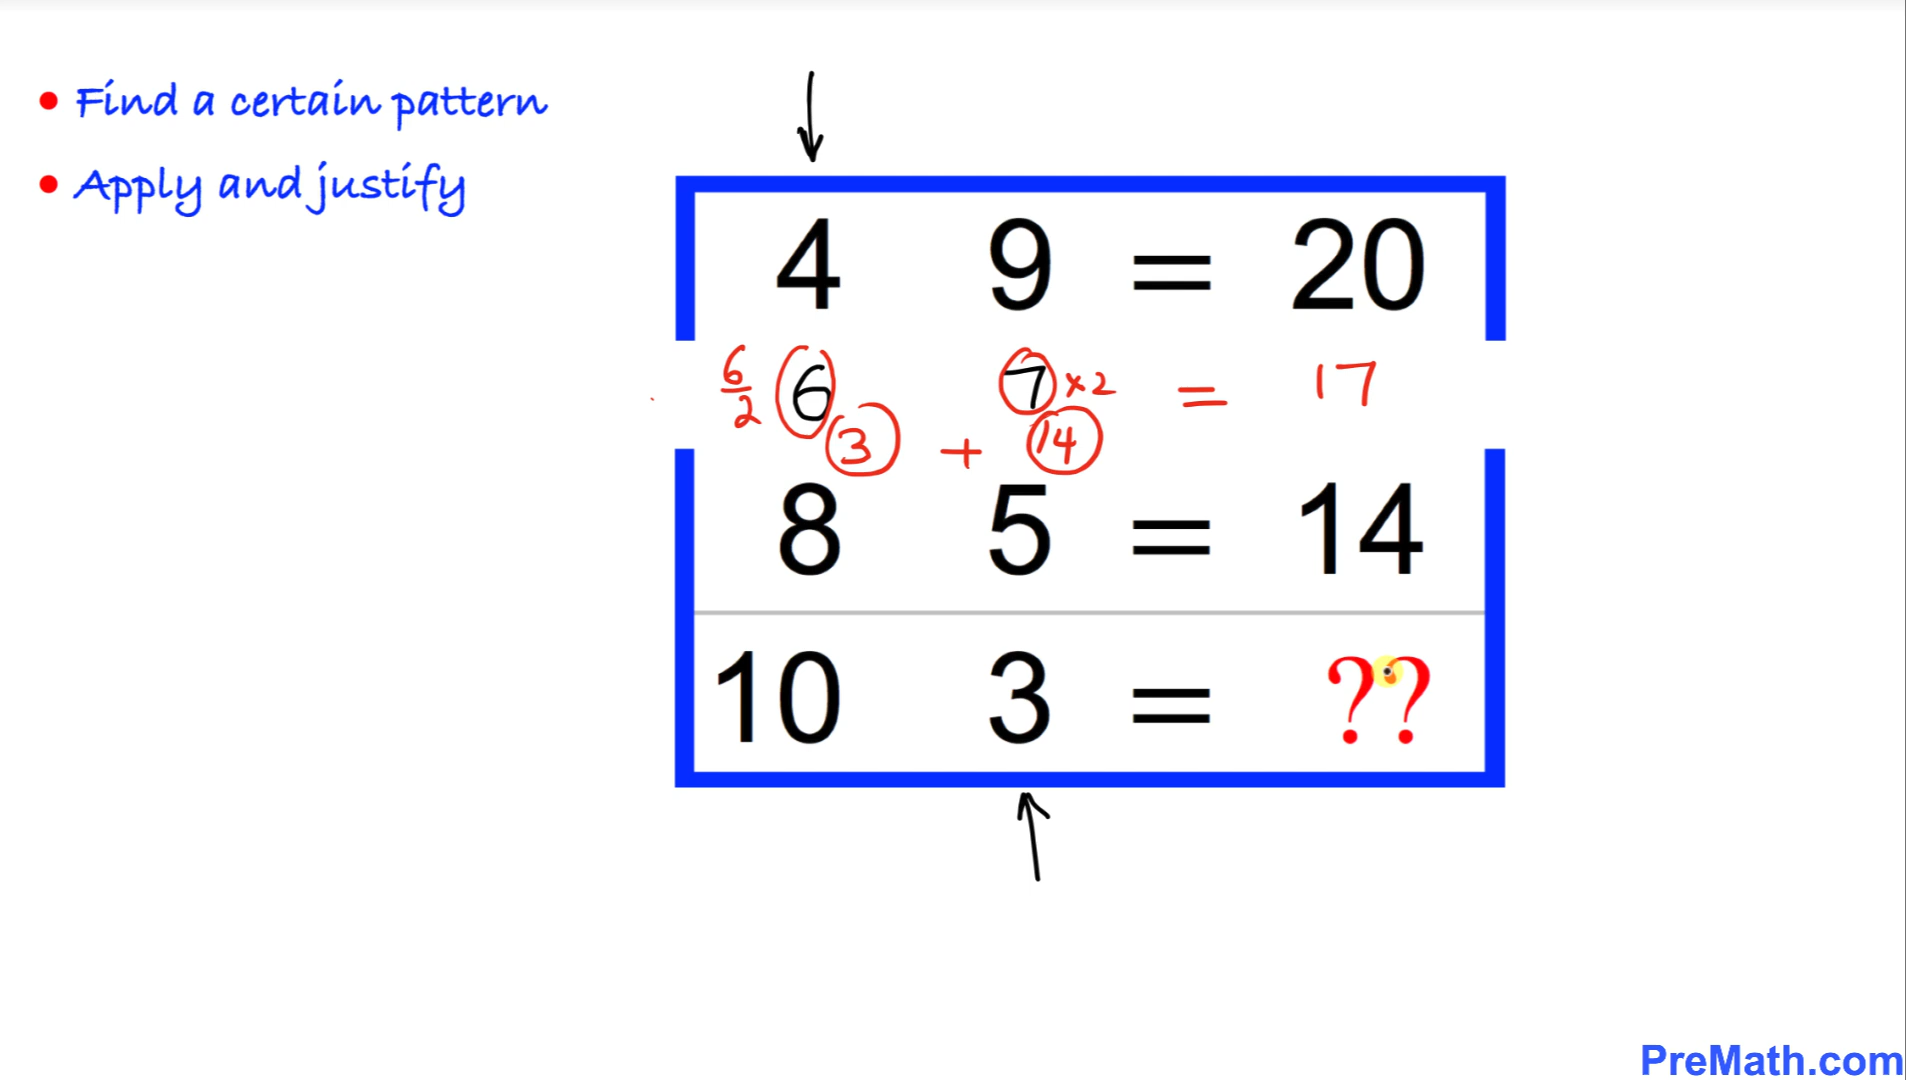 • Find a certain pattern
• Apply and justify
4 9 = 20
6/2 6 7 ×2 = 17
3 + 14
8 5 = 14
10 3 = ??
PreMath.com